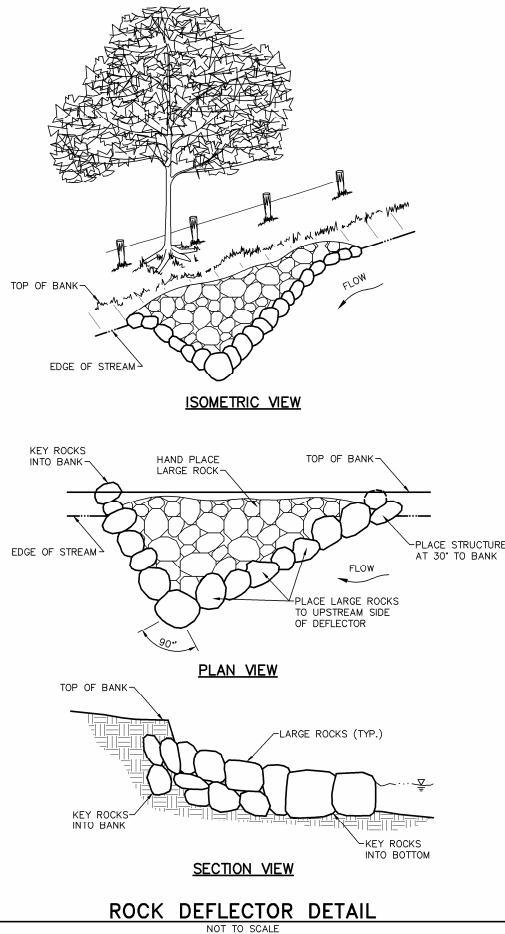 TOP OF BANK
FLOW
EDGE OF STREAM
ISOMETRIC VIEW
KEY ROCKS
INTO BANK
HAND PLACE
LARGE ROCK
TOP OF BANK
EDGE OF STREAM
PLACE STRUCTURE
AT 30° TO BANK
FLOW
PLACE LARGE ROCKS
TO UPSTREAM SIDE
OF DEFLECTOR
90°
PLAN VIEW
TOP OF BANK
LARGE ROCKS (TYP.)
KEY ROCKS
INTO BANK
KEY ROCKS
INTO BOTTOM
SECTION VIEW
ROCK DEFLECTOR DETAIL
NOT TO SCALE